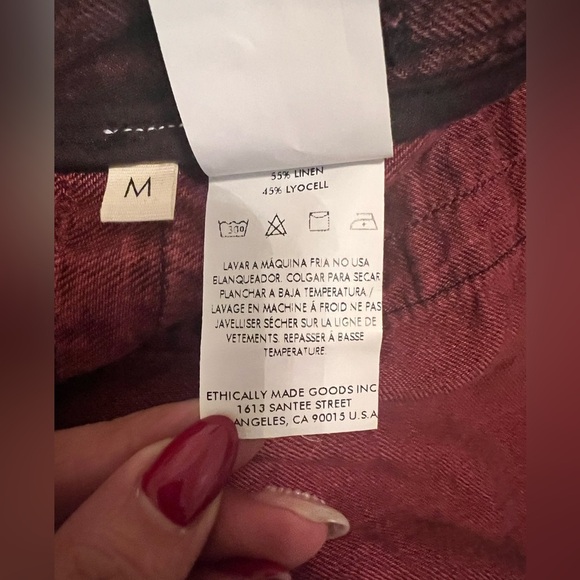 M
55% LINEN
45% LYOCELL
30
LAVAR A MÁQUINA FRIA NO USA
BLANQUEADOR. COLGAR PARA SECAR
PLANCHAR A BAJA TEMPERATURA /
LAVAGE EN MACHINE Á FROID NE PAS
JAVELLISER SÉCHER SUR LA LIGNE DE
VETEMENTS. REPASSER À BASSE
TEMPERATURE.
ETHICALLY MADE GOODS INC
1613 SANTEE STREET
ANGELES, CA 90015 U.S.A